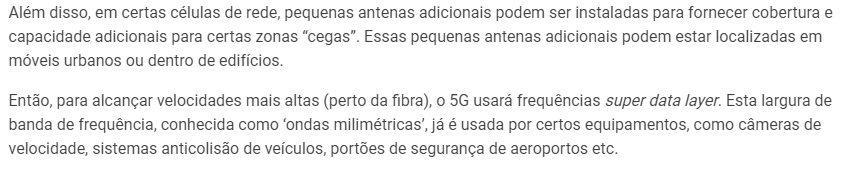 Além disso, em certas células de rede, pequenas antenas adicionais podem ser instaladas para fornecer cobertura e
capacidade adicionais para certas zonas “cegas”. Essas pequenas antenas adicionais podem estar localizadas em
móveis urbanos ou dentro de edifícios.
Então, para alcançar velocidades mais altas (perto da fibra), o 5G usará frequências super data layer. Esta largura de
banda de frequência, conhecida como ‘ondas milimétricas’, já é usada por certos equipamentos, como câmeras de
velocidade, sistemas anticolisão de veículos, portões de segurança de aeroportos etc.